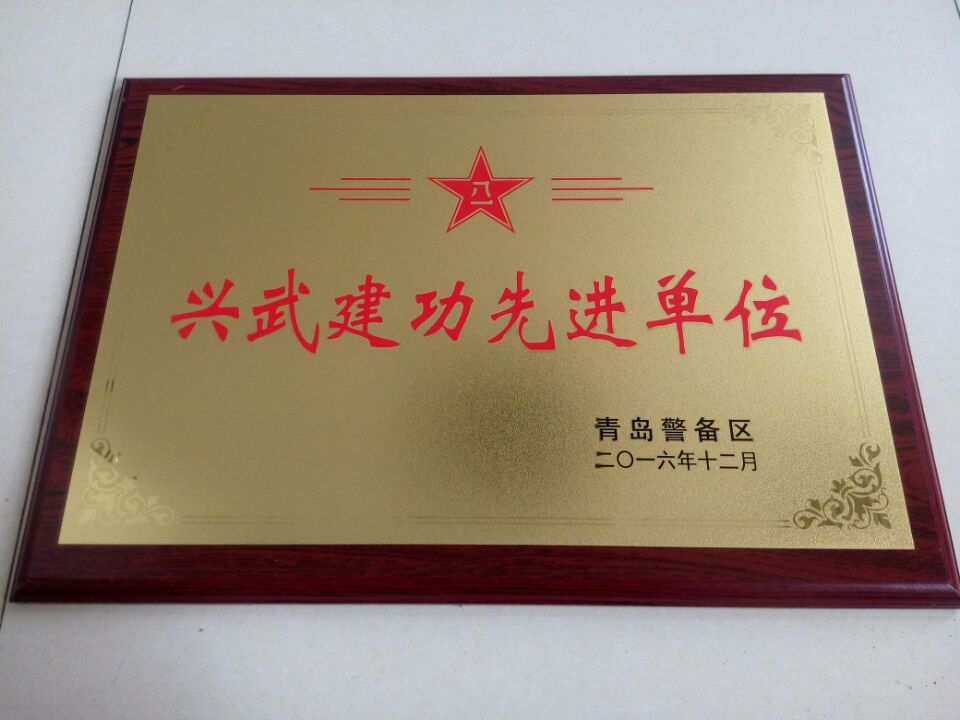 八一
兴武建功先进单位
青岛警备区
二〇一六年十二月